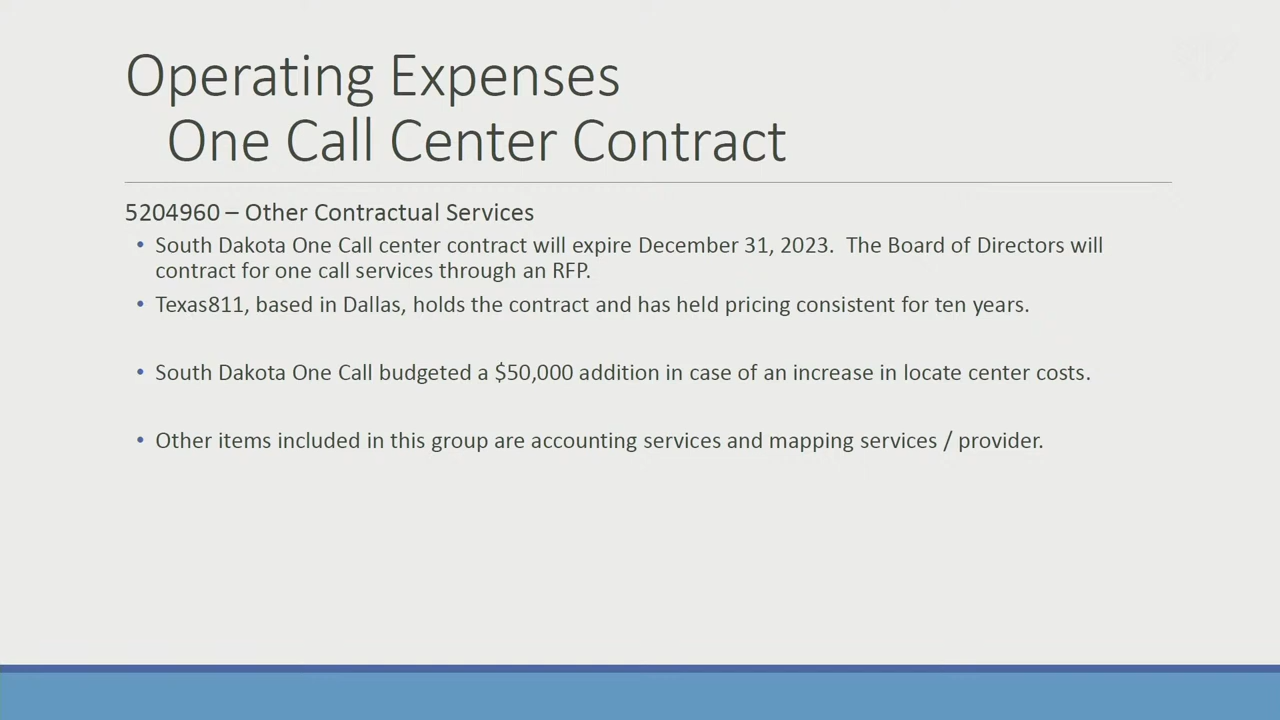 Operating Expenses
One Call Center Contract
5204960 – Other Contractual Services
• South Dakota One Call center contract will expire December 31, 2023.  The Board of Directors will
contract for one call services through an RFP.
• Texas811, based in Dallas, holds the contract and has held pricing consistent for ten years.
• South Dakota One Call budgeted a $50,000 addition in case of an increase in locate center costs.
• Other items included in this group are accounting services and mapping services / provider.